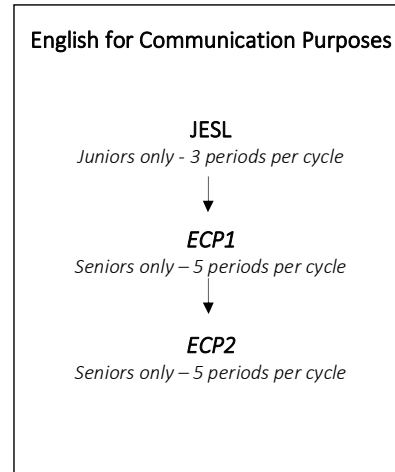 English for Communication Purposes
JESL
Juniors only - 3 periods per cycle
ECP1
Seniors only – 5 periods per cycle
ECP2
Seniors only – 5 periods per cycle